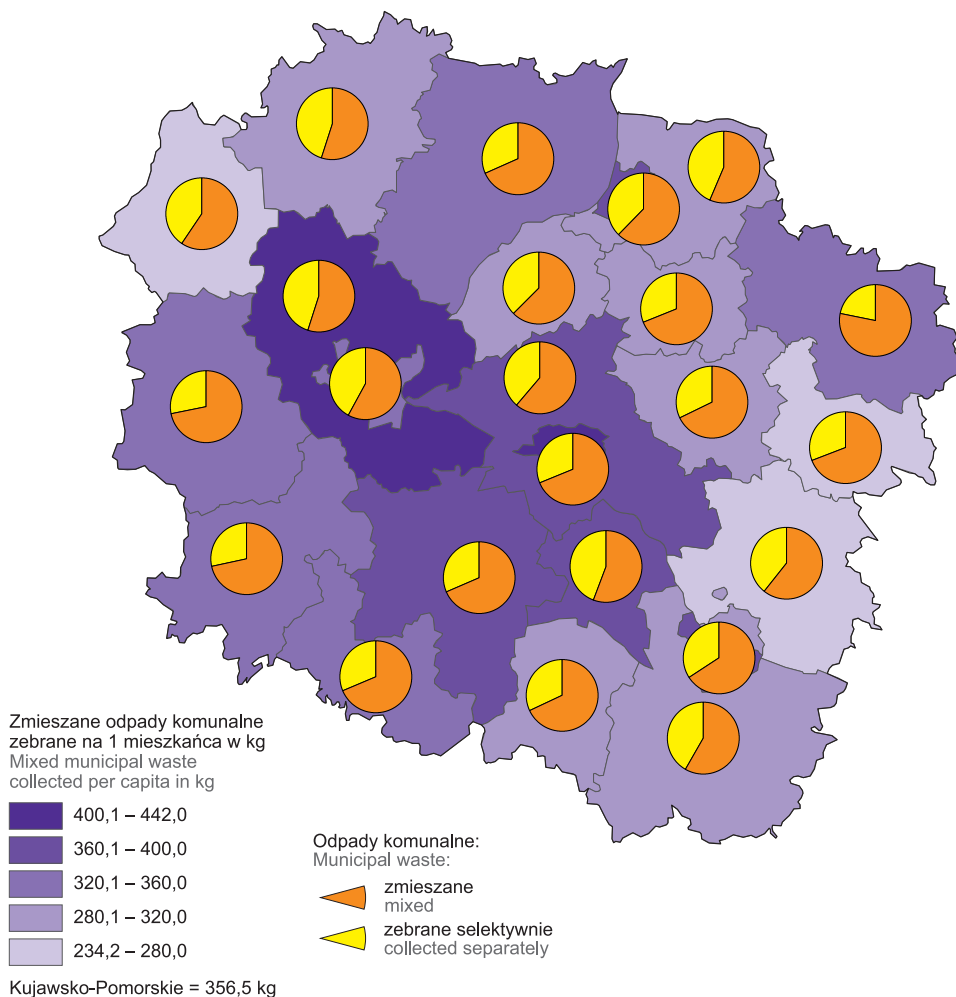 Zmieszane odpady komunalne
zebrane na 1 mieszkańca w kg
Mixed municipal waste
collected per capita in kg
400,1 – 442,0
360,1 – 400,0
320,1 – 360,0
280,1 – 320,0
234,2 – 280,0
Kujawsko-Pomorskie = 356,5 kg
Odpady komunalne:
Municipal waste:
zmieszane
mixed
zebrane selektywnie
collected separately